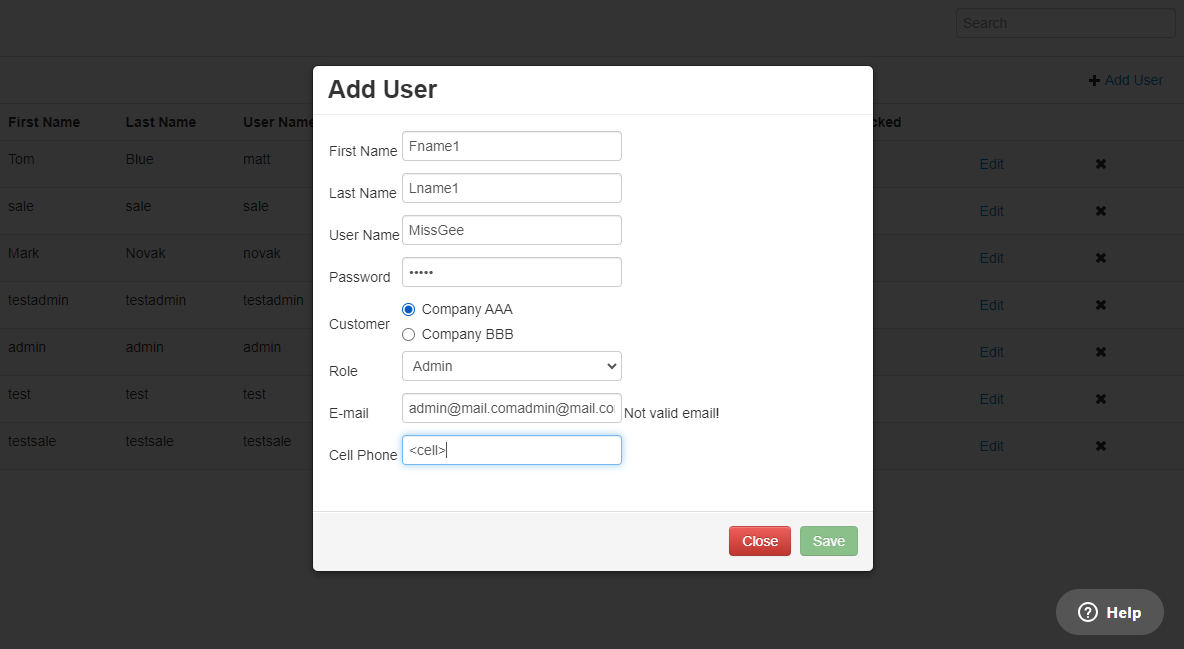 Search
Add User
Add User
First Name Last Name User Name cked
First Name Fname1
Last Name Lname1
User Name MissGee
Password •••••
Customer Company AAA
Company BBB
Role Admin
E-mail admin@mail.comadmin@mail.co Not valid email!
Cell Phone <cell>
Close Save
Tom Blue matt Edit
sale sale sale Edit
Mark Novak novak Edit
testadmin testadmin testadmin Edit
admin admin admin Edit
test test test Edit
testsale testsale testsale Edit
Help